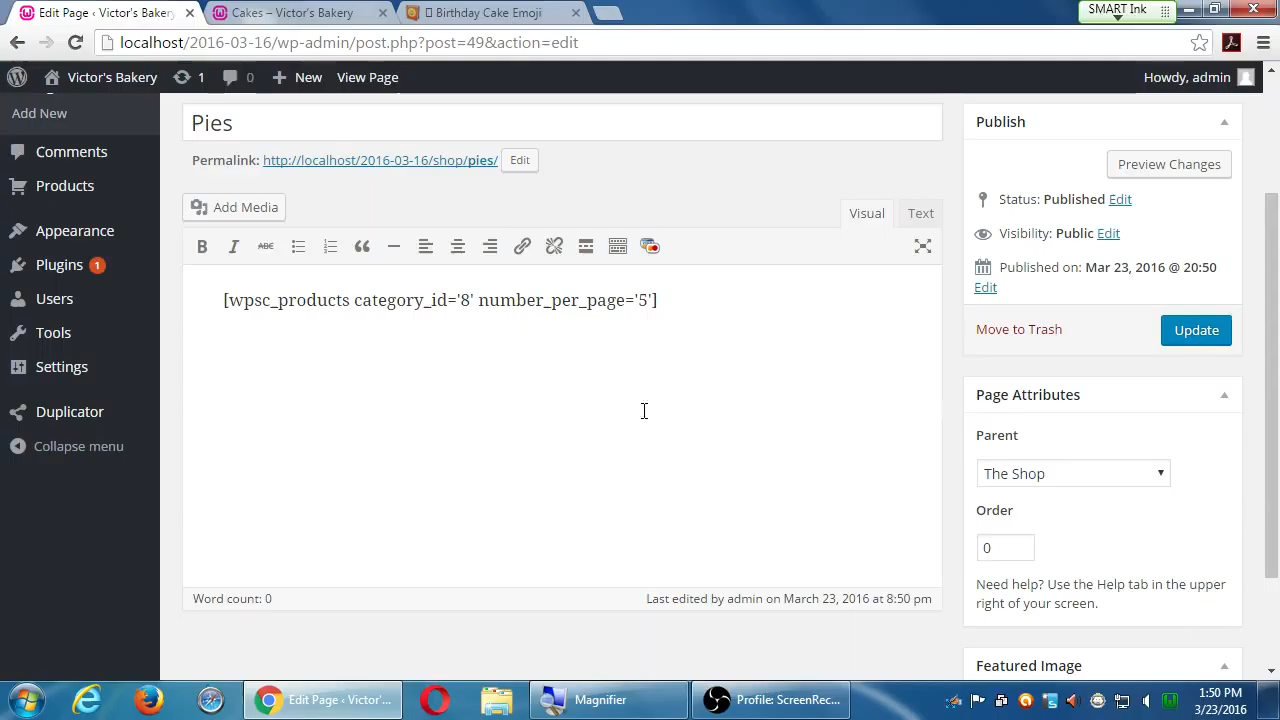 Edit Page ‹ Victor's Bakery
Cakes – Victor's Bakery
Birthday Cake Emoji
SMART Ink
localhost/2016-03-16/wp-admin/post.php?post=49&action=edit
Victor's Bakery
1
0
New
View Page
Howdy, admin
Add New
Comments
Products
Appearance
Plugins 1
Users
Tools
Settings
Duplicator
Collapse menu
Pies
Permalink: http://localhost/2016-03-16/shop/pies/ Edit
Add Media
Visual
Text
B I ABC
[wpsc_products category_id='8' number_per_page='5']
Word count: 0
Last edited by admin on March 23, 2016 at 8:50 pm
Publish
Preview Changes
Status: Published Edit
Visibility: Public Edit
Published on: Mar 23, 2016 @ 20:50
Edit
Move to Trash
Update
Page Attributes
Parent
The Shop
Order
0
Need help? Use the Help tab in the upper
right of your screen.
Featured Image
Edit Page ‹ Victor'...
Magnifier
Profile: ScreenRec...
1:50 PM
3/23/2016